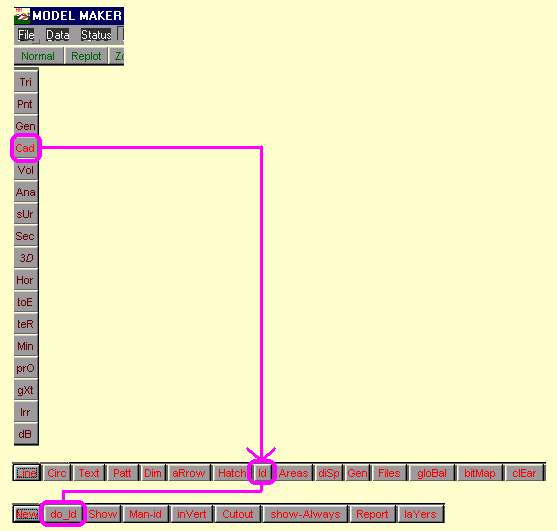 MODEL MAKER
File Data Status
Normal Replot Zo
Tri
Pnt
Gen
Cad
Vol
Ana
sUr
Sec
3D
Hor
toE
teR
Min
prO
gXt
Irr
dB
Line Circ Text Patt Dim aRrow Hatch Id Areas diSp Gen Files gloBal bitMap clEar
New do_Id Show Man-id inVert Cutout show-Always Report laYers